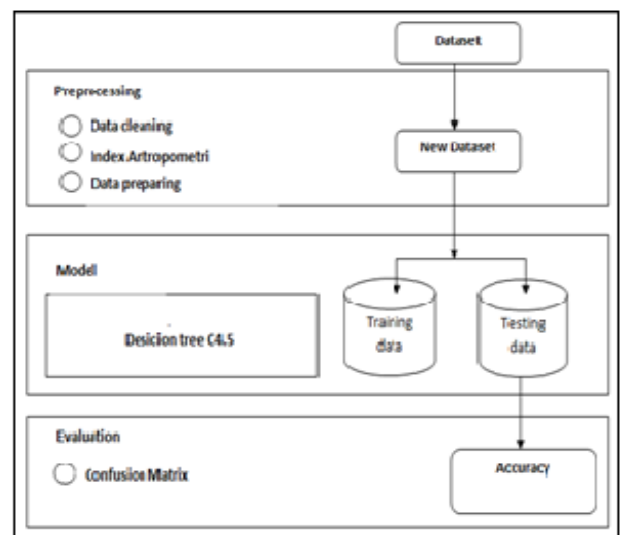 Dataset
Preprocessing
Data cleaning
Index.Artropometri
Data preparing
New Dataset
Model
Desicion tree C4.5
Training
data
Testing
data
Evaluation
Confusion Matrix
Accuracy